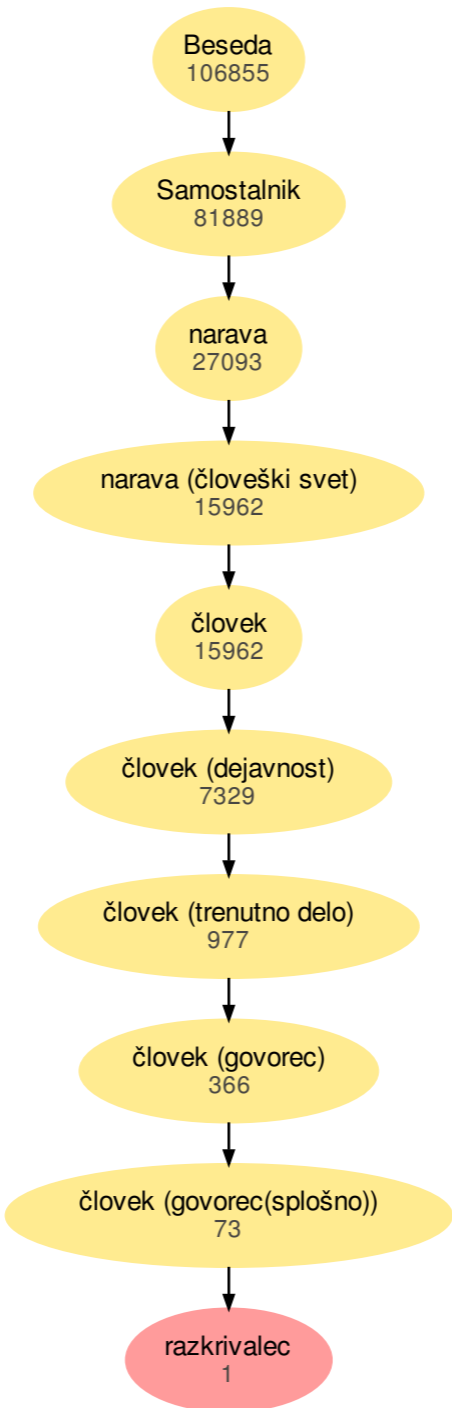 Beseda
106855
Samostalnik
81889
narava
27093
narava (človeški svet)
15962
človek
15962
človek (dejavnost)
7329
človek (trenutno delo)
977
človek (govorec)
366
človek (govorec(splošno))
73
razkrivalec
1